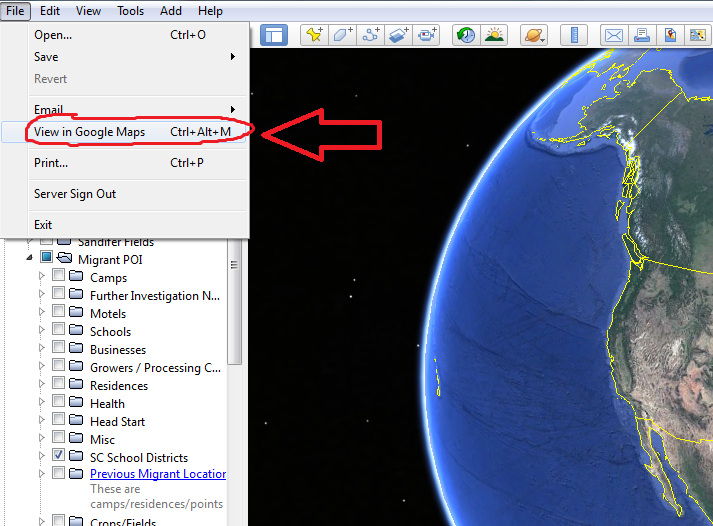 File Edit View Tools Add Help
Open... Ctrl+O
Save
Revert
Email
View in Google Maps Ctrl+Alt+M
Print... Ctrl+P
Server Sign Out
Exit
Sandifer Fields
Migrant POI
Camps
Further Investigation N...
Motels
Schools
Businesses
Growers / Processing C...
Residences
Health
Head Start
Misc
SC School Districts
Previous Migrant Location
These are
camps/residences/points
Crops/Fields